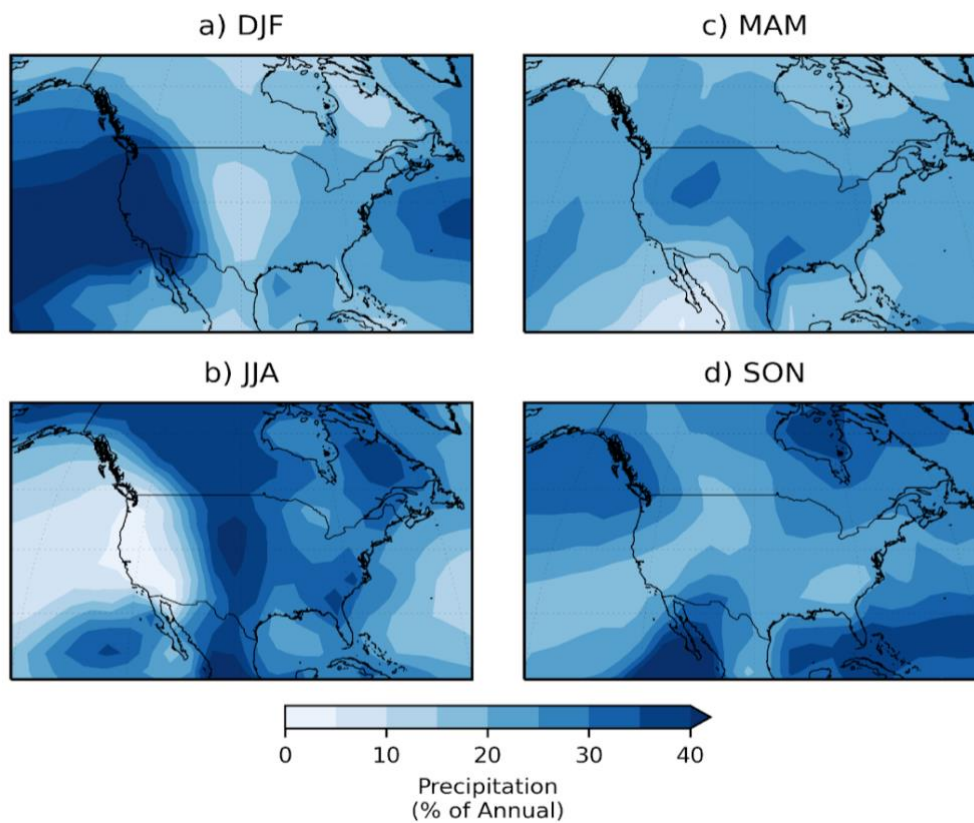 a) DJF
c) MAM
b) JJA
d) SON
0 10 20 30 40
Precipitation
(% of Annual)